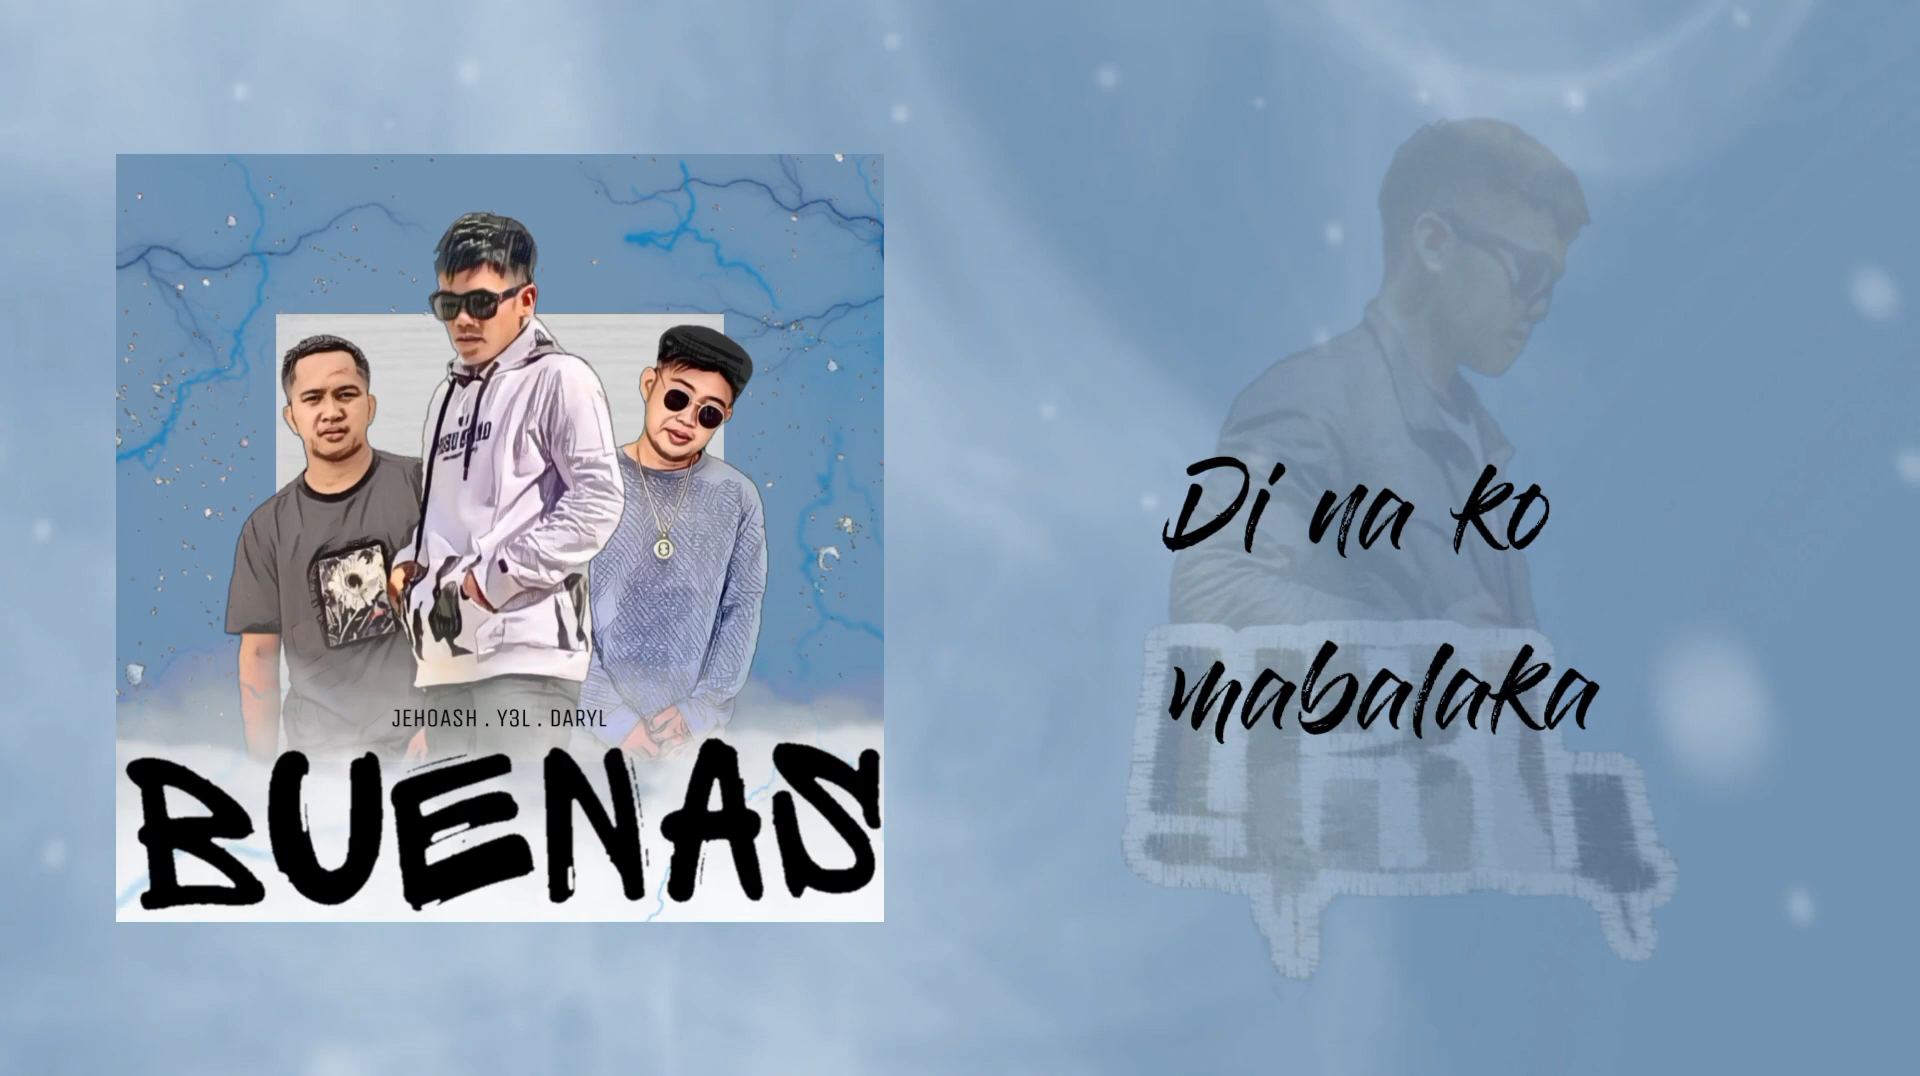 JEHOASH . Y3L . DARYL
BUENAS
Di na ko
mabalaka